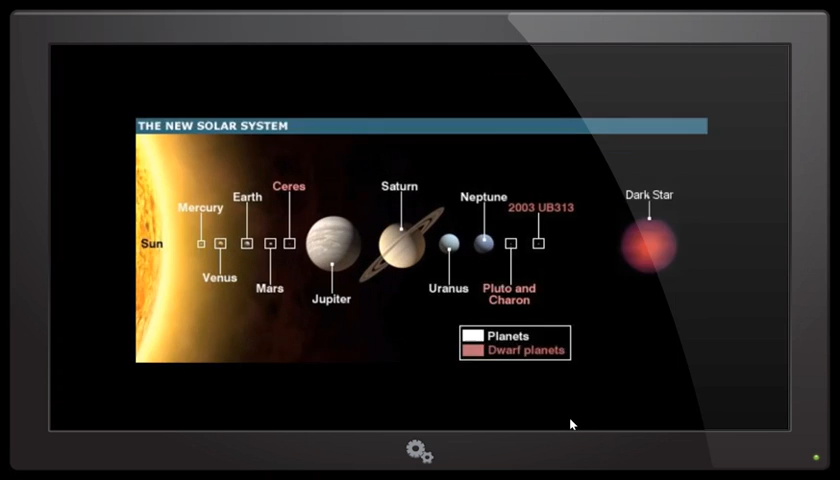 THE NEW SOLAR SYSTEM
Sun
Mercury
Venus
Earth
Mars
Ceres
Jupiter
Saturn
Uranus
Neptune
Pluto and
Charon
2003 UB313
Dark Star
Planets
Dwarf planets